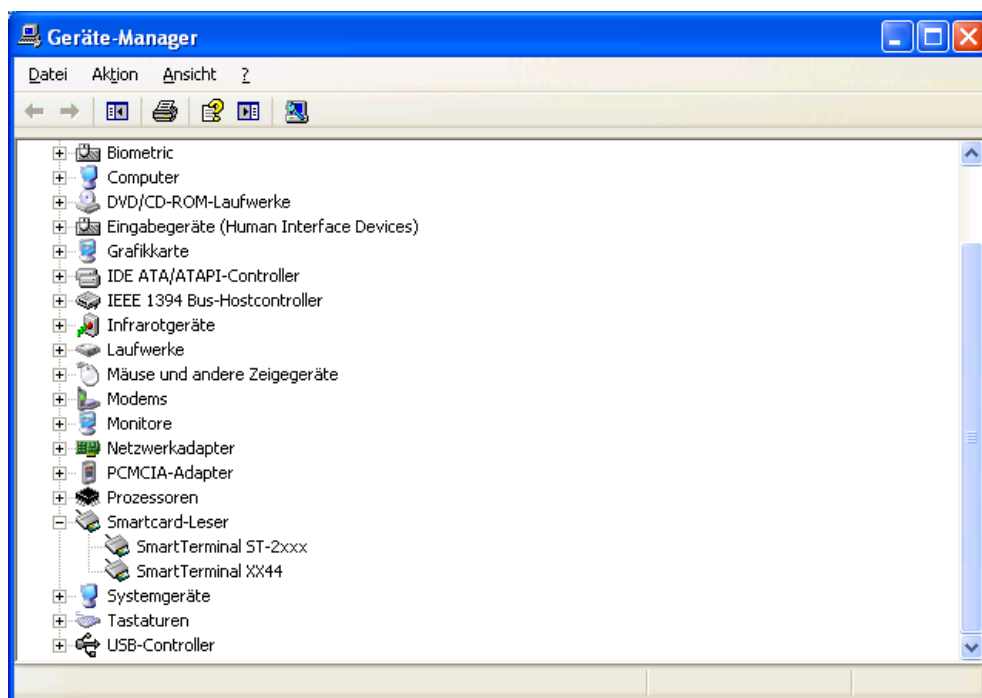 Geräte-Manager
Datei Aktion Ansicht ?
Biometric
Computer
DVD/CD-ROM-Laufwerke
Eingabegeräte (Human Interface Devices)
Grafikkarte
IDE ATA/ATAPI-Controller
IEEE 1394 Bus-Hostcontroller
Infrarotgeräte
Laufwerke
Mäuse und andere Zeigegeräte
Modems
Monitore
Netzwerkadapter
PCMCIA-Adapter
Prozessoren
Smartcard-Leser
SmartTerminal ST-2xxx
SmartTerminal XX44
Systemgeräte
Tastaturen
USB-Controller